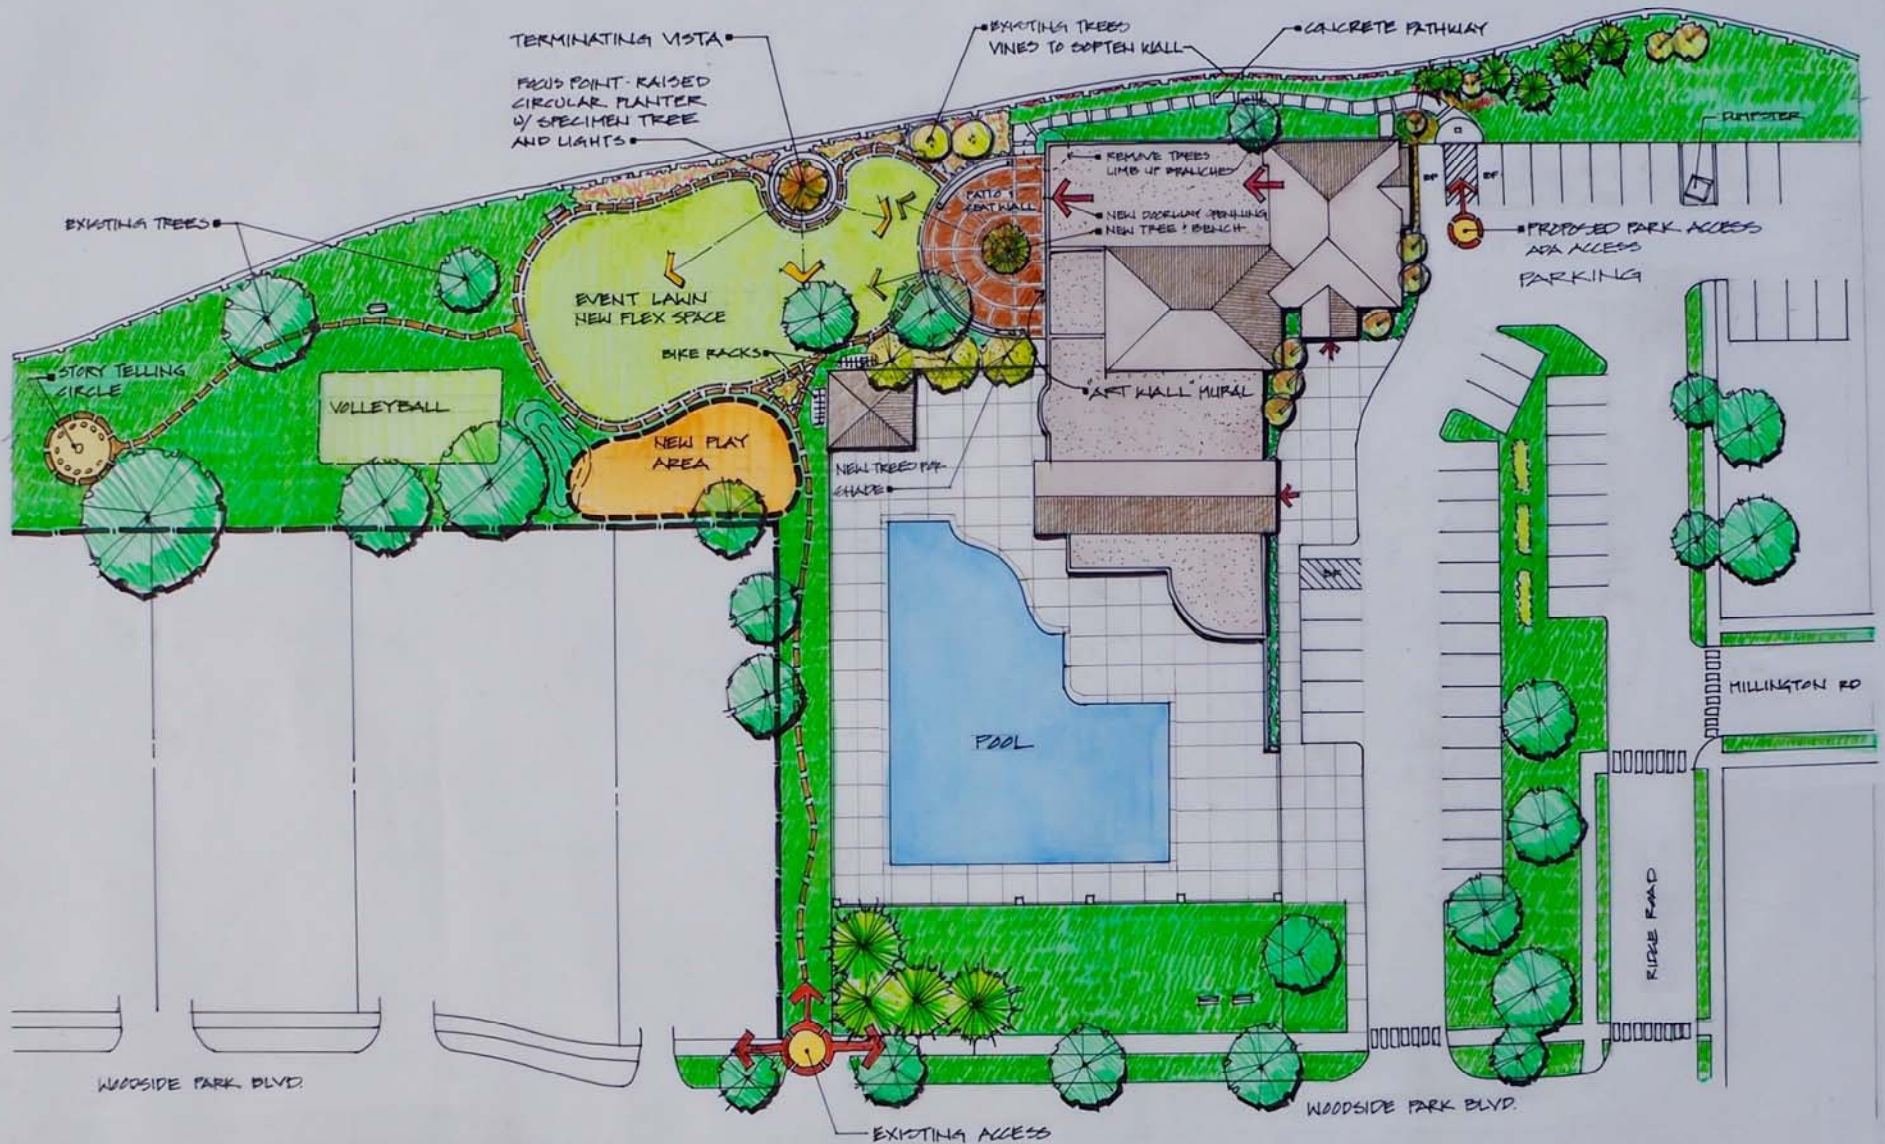 TERMINATING VISTA
FOCUS POINT - RAISED
CIRCULAR PLANTER
W/ SPECIMEN TREE
AND LIGHTS
EXISTING TREES
VINES TO SOFTEN WALL
CONCRETE PATHWAY
DUMPSTER
REMOVE TREES
LIMB UP BRANCHES
PATIO &
SEAT WALL
NEW DOORWAY OPENNING
NEW TREE & BENCH
PROPOSED PARK ACCESS
ADA ACCESS
PARKING
EXISTING TREES
EVENT LAWN
NEW FLEX SPACE
BIKE RACKS
STORY TELLING
CIRCLE
VOLLEYBALL
"ART WALL" MURAL
NEW PLAY
AREA
NEW TREES FOR
SHADE
MILLINGTON RD
POOL
RIDGE ROAD
WOODSIDE PARK BLVD.
WOODSIDE PARK BLVD.
EXISTING ACCESS